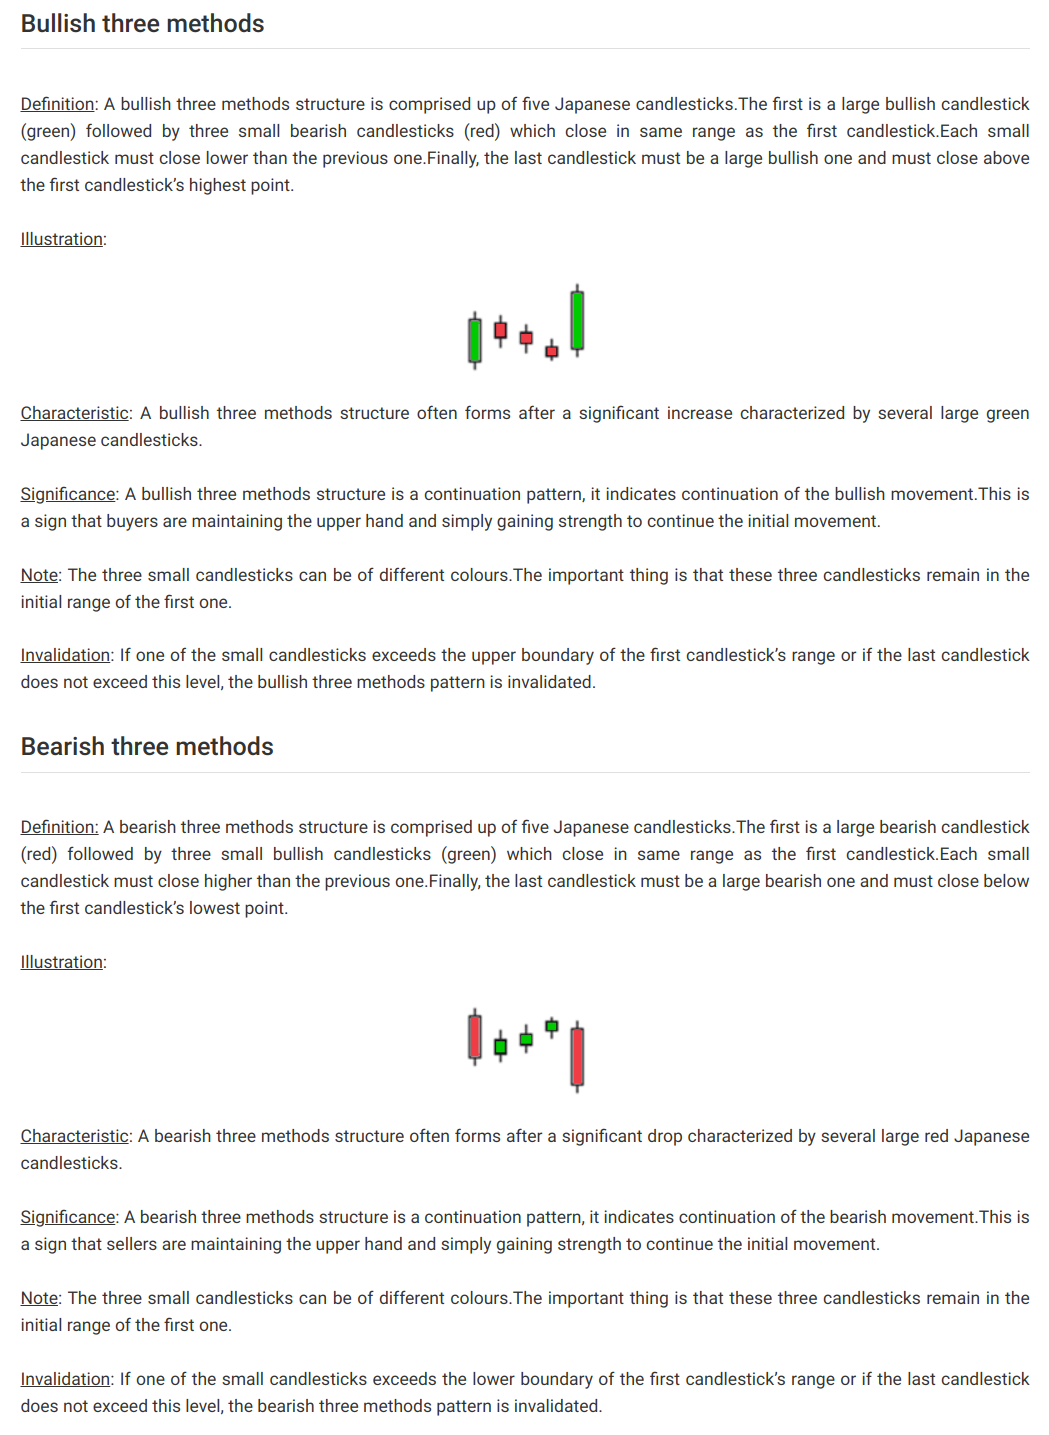 Bullish three methods
Definition: A bullish three methods structure is comprised up of five Japanese candlesticks.The first is a large bullish candlestick
(green) followed by three small bearish candlesticks (red) which close in same range as the first candlestick.Each small
candlestick must close lower than the previous one.Finally, the last candlestick must be a large bullish one and must close above
the first candlestick’s highest point.
Illustration:
Characteristic: A bullish three methods structure often forms after a significant increase characterized by several large green
Japanese candlesticks.
Significance: A bullish three methods structure is a continuation pattern, it indicates continuation of the bullish movement.This is
a sign that buyers are maintaining the upper hand and simply gaining strength to continue the initial movement.
Note: The three small candlesticks can be of different colours.The important thing is that these three candlesticks remain in the
initial range of the first one.
Invalidation: If one of the small candlesticks exceeds the upper boundary of the first candlestick’s range or if the last candlestick
does not exceed this level, the bullish three methods pattern is invalidated.
Bearish three methods
Definition: A bearish three methods structure is comprised up of five Japanese candlesticks.The first is a large bearish candlestick
(red) followed by three small bullish candlesticks (green) which close in same range as the first candlestick.Each small
candlestick must close higher than the previous one.Finally, the last candlestick must be a large bearish one and must close below
the first candlestick’s lowest point.
Illustration:
Characteristic: A bearish three methods structure often forms after a significant drop characterized by several large red Japanese
candlesticks.
Significance: A bearish three methods structure is a continuation pattern, it indicates continuation of the bearish movement.This is
a sign that sellers are maintaining the upper hand and simply gaining strength to continue the initial movement.
Note: The three small candlesticks can be of different colours.The important thing is that these three candlesticks remain in the
initial range of the first one.
Invalidation: If one of the small candlesticks exceeds the lower boundary of the first candlestick’s range or if the last candlestick
does not exceed this level, the bearish three methods pattern is invalidated.